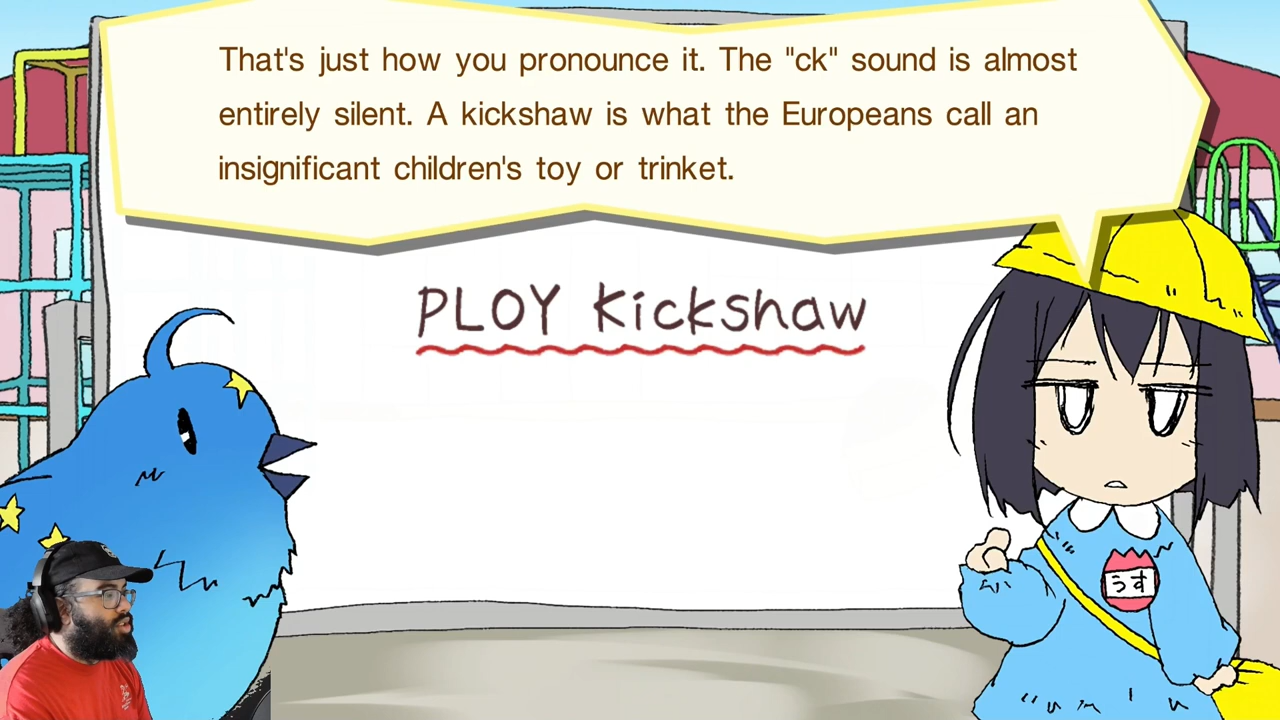 That's just how you pronounce it. The "ck" sound is almost
entirely silent. A kickshaw is what the Europeans call an
insignificant children's toy or trinket.
PLOY Kickshaw
うす